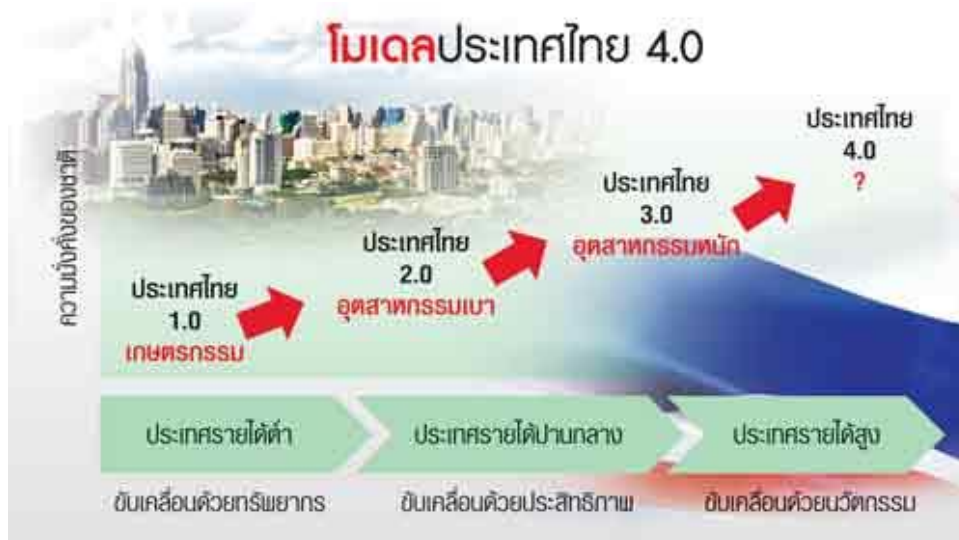 โมเดลประเทศไทย 4.0
ความมั่งคั่งของชาติ
ประเทศไทย
1.0
เกษตรกรรม
ประเทศไทย
2.0
อุตสาหกรรมเบา
ประเทศไทย
3.0
อุตสาหกรรมหนัก
ประเทศไทย
4.0
?
ประเทศรายได้ต่ำ
ประเทศรายได้ปานกลาง
ประเทศรายได้สูง
ขับเคลื่อนด้วยทรัพยากร
ขับเคลื่อนด้วยประสิทธิภาพ
ขับเคลื่อนด้วยนวัตกรรม